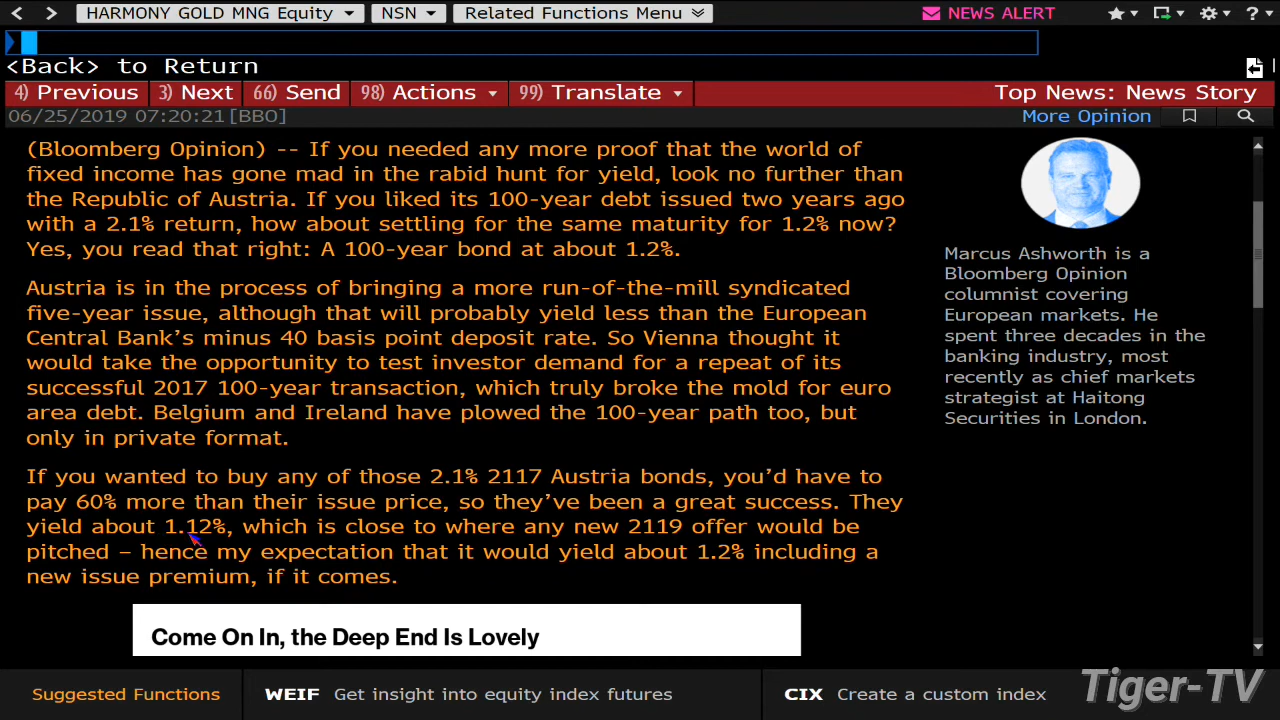 HARMONY GOLD MNG Equity
NSN
Related Functions Menu
NEWS ALERT
?
<Back> to Return
4) Previous
3) Next
66) Send
98) Actions
99) Translate
Top News: News Story
06/25/2019 07:20:21[BBO]
More Opinion
(Bloomberg Opinion) -- If you needed any more proof that the world of
fixed income has gone mad in the rabid hunt for yield, look no further than
the Republic of Austria. If you liked its 100-year debt issued two years ago
with a 2.1% return, how about settling for the same maturity for 1.2% now?
Yes, you read that right: A 100-year bond at about 1.2%.
Austria is in the process of bringing a more run-of-the-mill syndicated
five-year issue, although that will probably yield less than the European
Central Bank's minus 40 basis point deposit rate. So Vienna thought it
would take the opportunity to test investor demand for a repeat of its
successful 2017 100-year transaction, which truly broke the mold for euro
area debt. Belgium and Ireland have plowed the 100-year path too, but
only in private format.
If you wanted to buy any of those 2.1% 2117 Austria bonds, you'd have to
pay 60% more than their issue price, so they've been a great success. They
yield about 1.12%, which is close to where any new 2119 offer would be
pitched – hence my expectation that it would yield about 1.2% including a
new issue premium, if it comes.
Marcus Ashworth is a
Bloomberg Opinion
columnist covering
European markets. He
spent three decades in the
banking industry, most
recently as chief markets
strategist at Haitong
Securities in London.
Come On In, the Deep End Is Lovely
Suggested Functions
WEIF Get insight into equity index futures
CIX Create a custom index
Tiger-TV